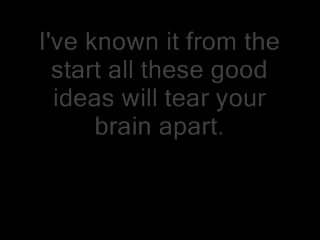 I've known it from the
start all these good
ideas will tear your
brain apart.